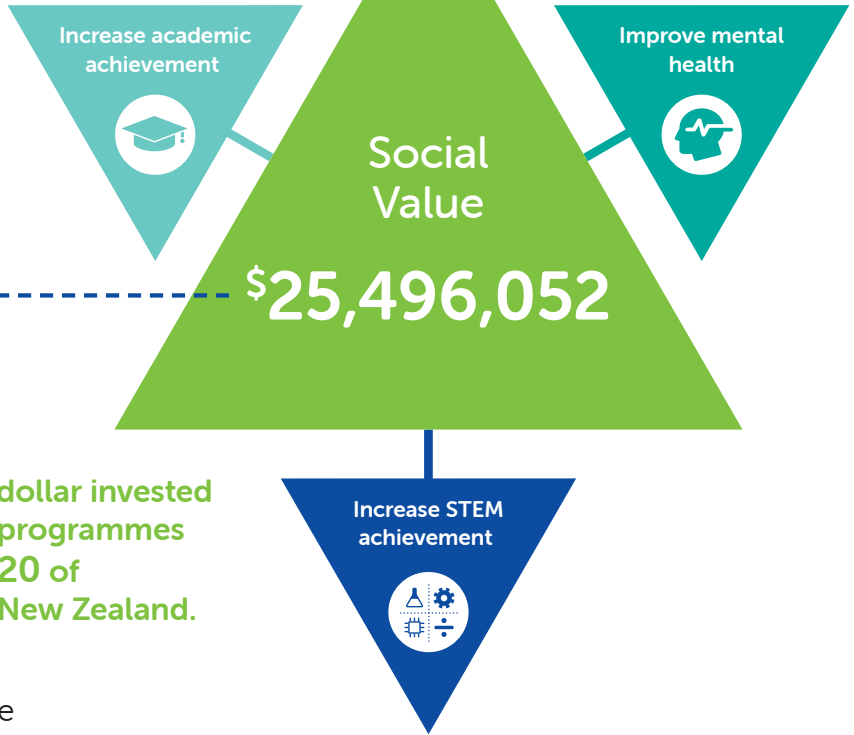 Increase academic
achievement
Improve mental
health
Social
Value
$25,496,052
dollar invested
programmes
20 of
New Zealand.
Increase STEM
achievement
e